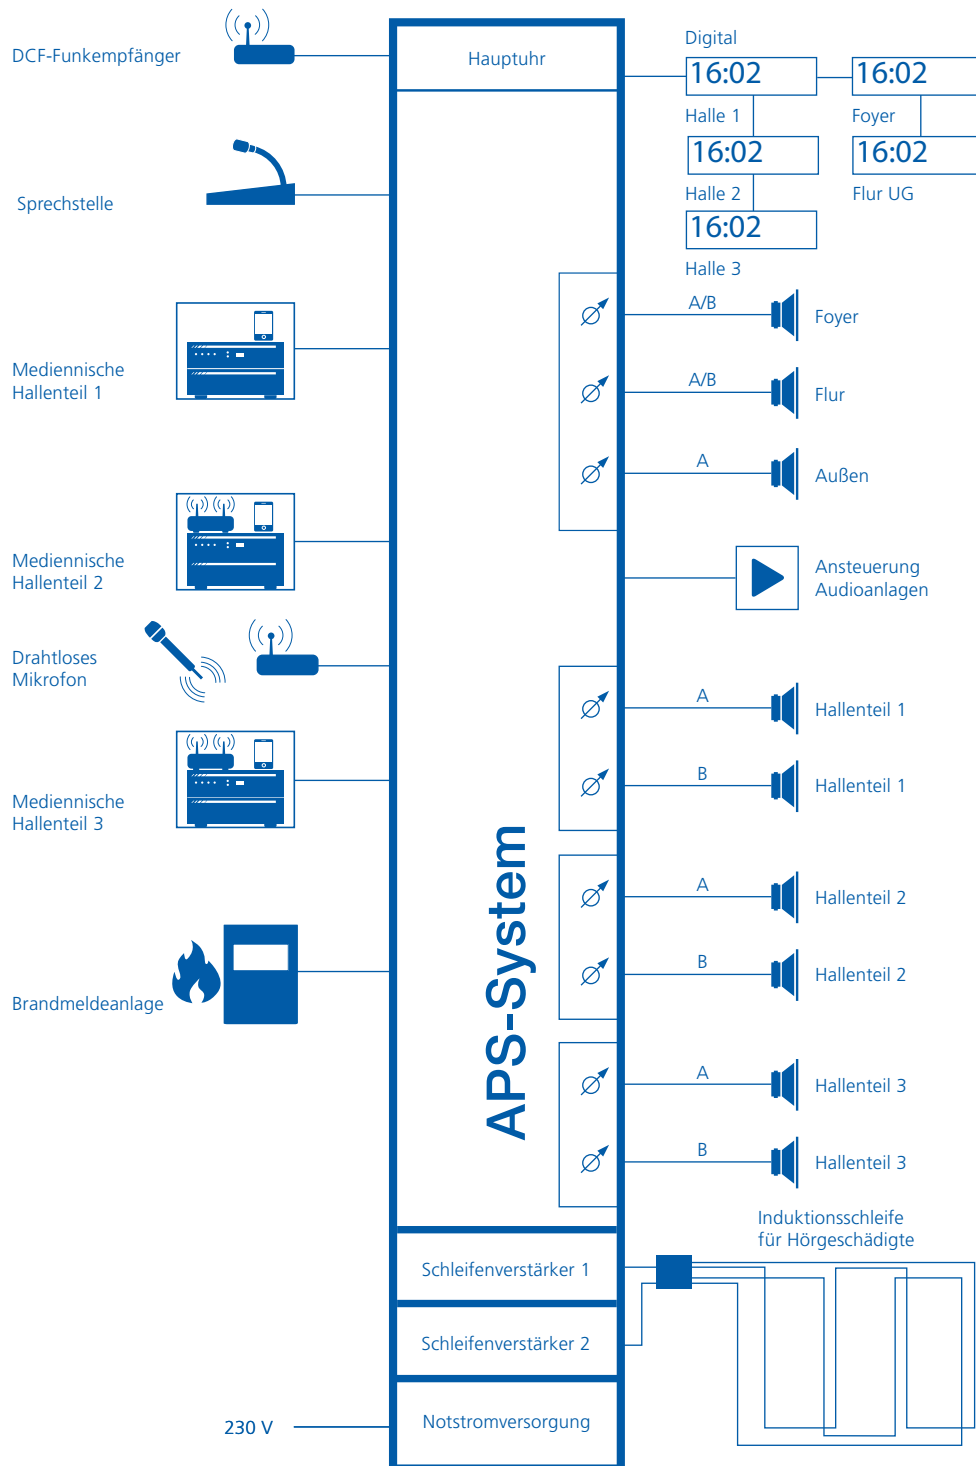 DCF-Funkempfänger
Hauptuhr
Digital
16:02
16:02
Halle 1
Foyer
16:02
16:02
Sprechstelle
Halle 2
Flur UG
16:02
Halle 3
A/B
Foyer
Mediennische
Hallenteil 1
A/B
Flur
A
Außen
Mediennische
Hallenteil 2
Ansteuerung
Audioanlagen
Drahtloses
Mikrofon
A
Hallenteil 1
B
Hallenteil 1
Mediennische
Hallenteil 3
APS-System
A
Hallenteil 2
B
Hallenteil 2
Brandmeldeanlage
A
Hallenteil 3
B
Hallenteil 3
Induktionsschleife
für Hörgeschädigte
Schleifenverstärker 1
Schleifenverstärker 2
230 V
Notstromversorgung